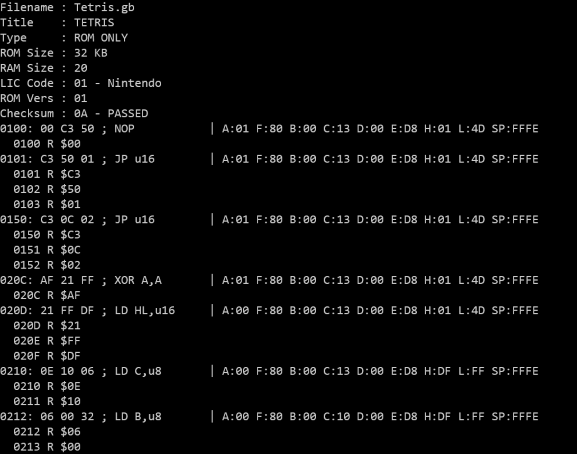 Filename : Tetris.gb
Title    : TETRIS
Type     : ROM ONLY
ROM Size : 32 KB
RAM Size : 20
LIC Code : 01 - Nintendo
ROM Vers : 01
Checksum : 0A - PASSED
0100: 00 C3 50 ; NOP           | A:01 F:80 B:00 C:13 D:00 E:D8 H:01 L:4D SP:FFFE
  0100 R $00
0101: C3 50 01 ; JP u16        | A:01 F:80 B:00 C:13 D:00 E:D8 H:01 L:4D SP:FFFE
  0101 R $C3
  0102 R $50
  0103 R $01
0150: C3 0C 02 ; JP u16        | A:01 F:80 B:00 C:13 D:00 E:D8 H:01 L:4D SP:FFFE
  0150 R $C3
  0151 R $0C
  0152 R $02
020C: AF 21 FF ; XOR A,A       | A:01 F:80 B:00 C:13 D:00 E:D8 H:01 L:4D SP:FFFE
  020C R $AF
020D: 21 FF DF ; LD HL,u16     | A:00 F:80 B:00 C:13 D:00 E:D8 H:01 L:4D SP:FFFE
  020D R $21
  020E R $FF
  020F R $DF
0210: 0E 10 06 ; LD C,u8       | A:00 F:80 B:00 C:13 D:00 E:D8 H:DF L:FF SP:FFFE
  0210 R $0E
  0211 R $10
0212: 06 00 32 ; LD B,u8       | A:00 F:80 B:00 C:10 D:00 E:D8 H:DF L:FF SP:FFFE
  0212 R $06
  0213 R $00